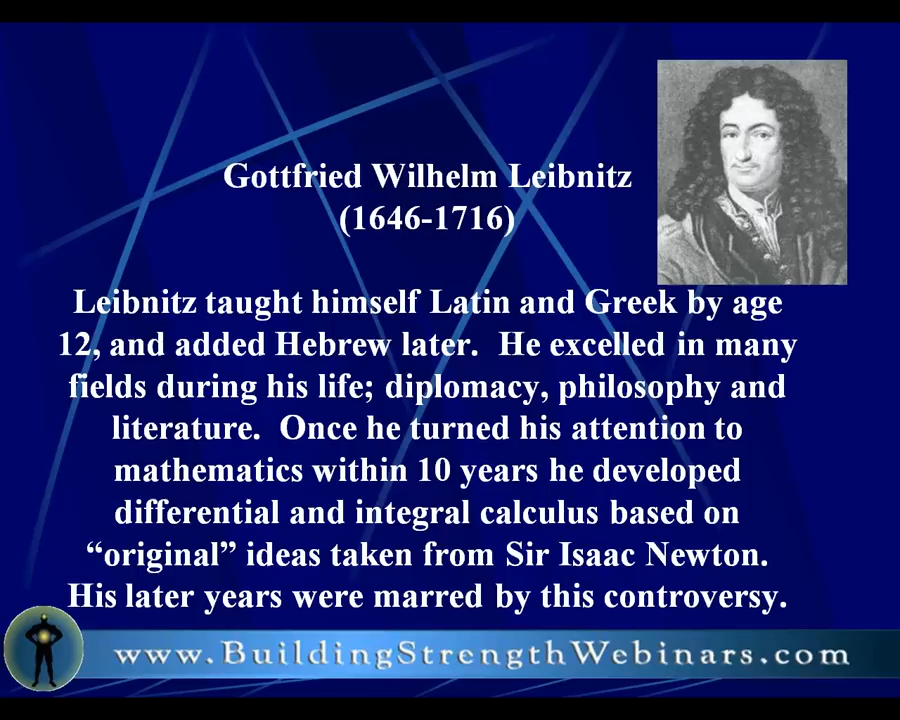 Gottfried Wilhelm Leibnitz
(1646-1716)
Leibnitz taught himself Latin and Greek by age
12, and added Hebrew later.  He excelled in many
fields during his life; diplomacy, philosophy and
literature.  Once he turned his attention to
mathematics within 10 years he developed
differential and integral calculus based on
“original” ideas taken from Sir Isaac Newton.
His later years were marred by this controversy.
www.BuildingStrengthWebinars.com